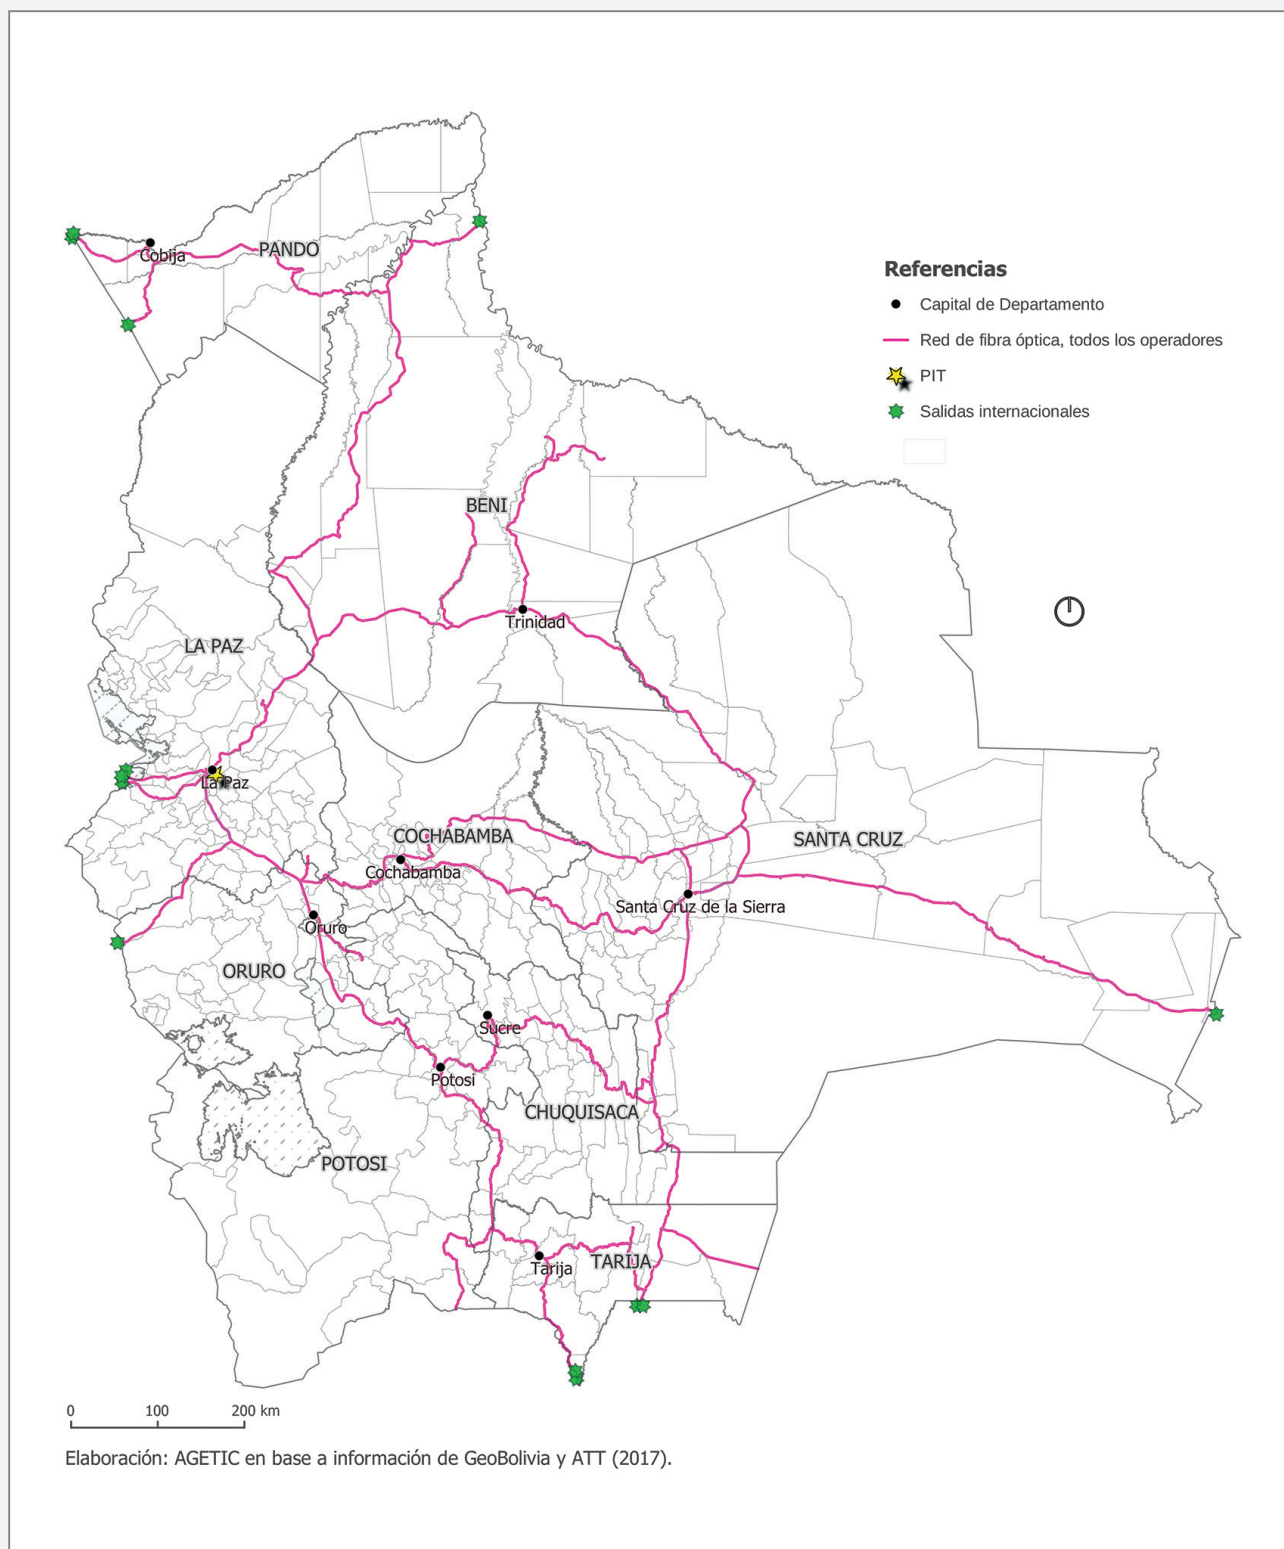 Cobija
PANDO
Referencias
Capital de Departamento
Red de fibra óptica, todos los operadores
PIT
Salidas internacionales
BENI
Trinidad
LA PAZ
La Paz
COCHABAMBA
SANTA CRUZ
Cochabamba
Santa Cruz de la Sierra
Oruro
ORURO
Sucre
Potosi
CHUQUISACA
POTOSI
TARIJA
Tarija
0 100 200 km
Elaboración: AGETIC en base a información de GeoBolivia y ATT (2017).